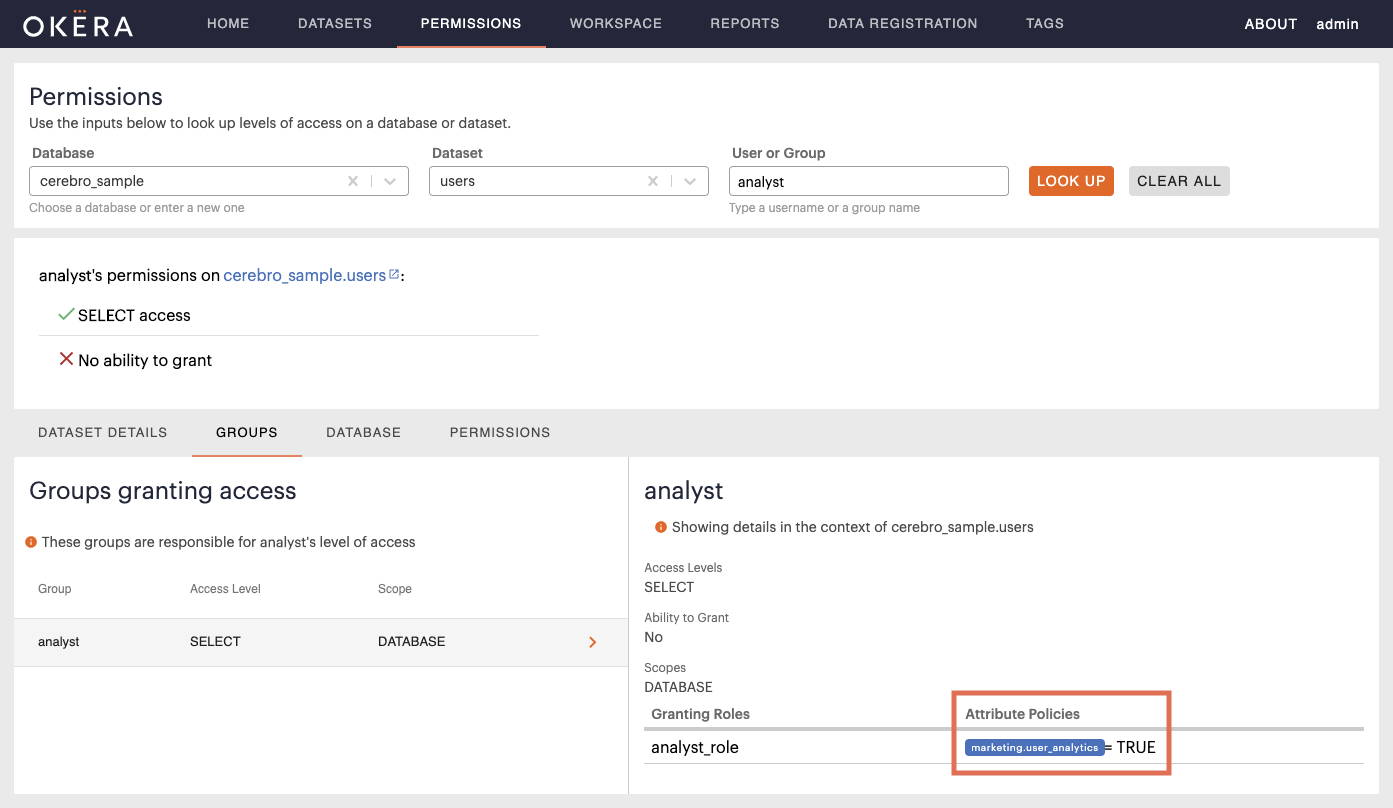 OKERA HOME DATASETS PERMISSIONS WORKSPACE REPORTS DATA REGISTRATION TAGS ABOUT admin
Permissions
Use the inputs below to look up levels of access on a database or dataset.
Database Dataset User or Group
cerebro_sample users analyst LOOK UP CLEAR ALL
Choose a database or enter a new one Type a username or a group name
analyst's permissions on cerebro_sample.users:
SELECT access
No ability to grant
DATASET DETAILS GROUPS DATABASE PERMISSIONS
Groups granting access
These groups are responsible for analyst's level of access
Group Access Level Scope
analyst SELECT DATABASE
analyst
Showing details in the context of cerebro_sample.users
Access Levels
SELECT
Ability to Grant
No
Scopes
DATABASE
Granting Roles Attribute Policies
analyst_role marketing.user_analytics = TRUE